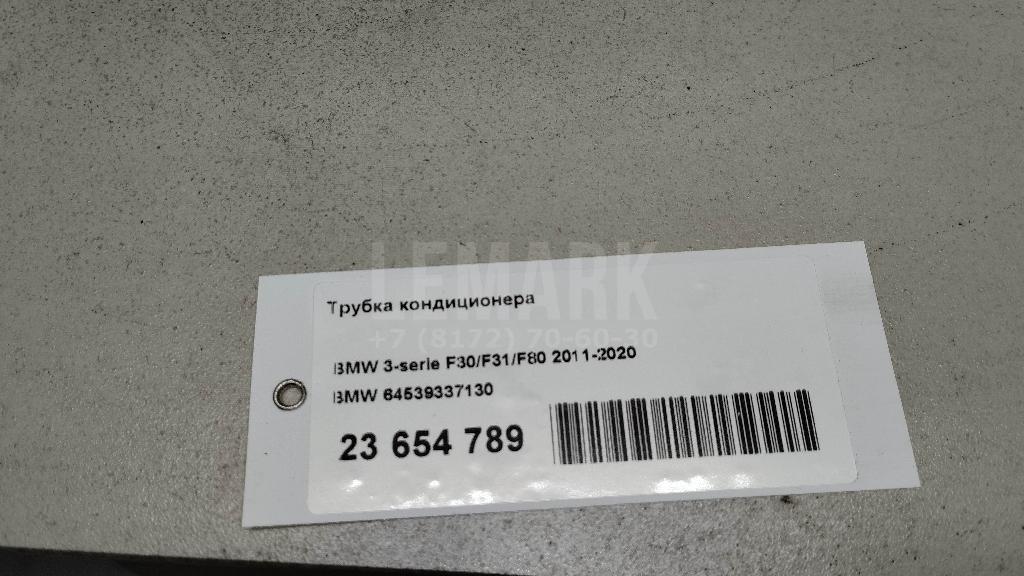 LEMARK
+7 (8172) 70-60-30
Трубка кондиционера
BMW 3-serie F30/F31/F80 2011-2020
BMW 64539337130
23 654 789